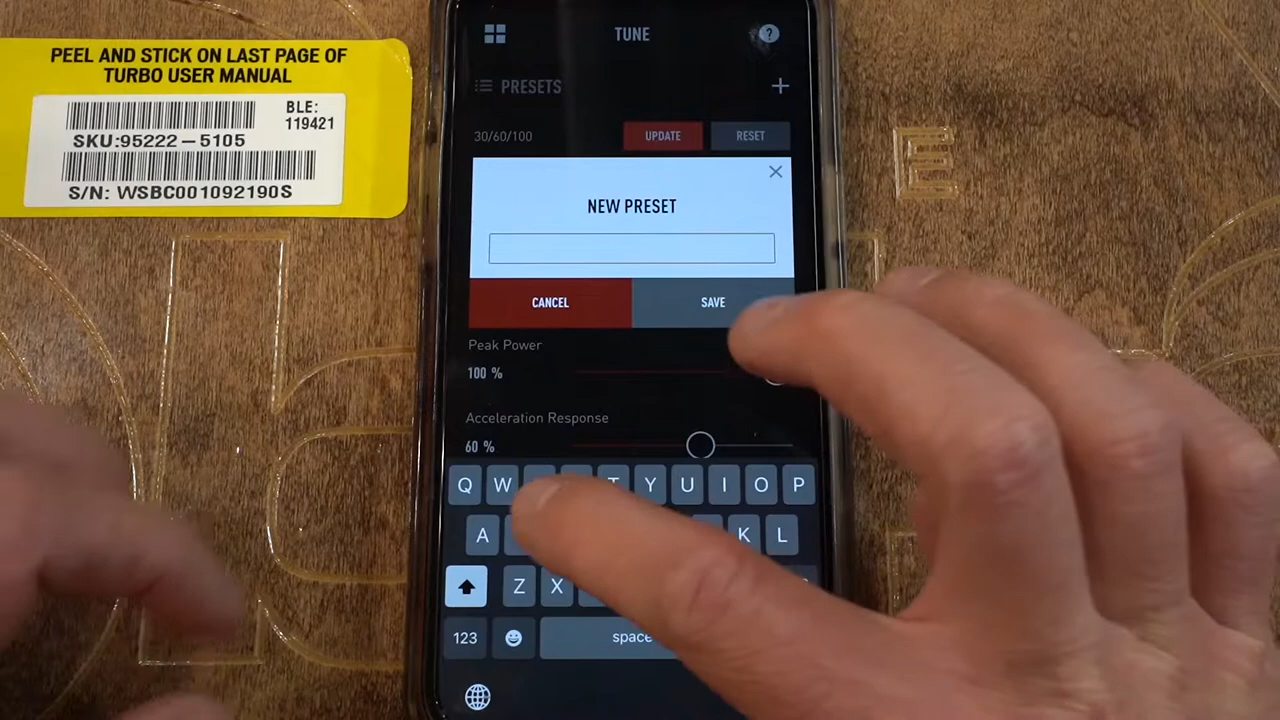 PEEL AND STICK ON LAST PAGE OF
TURBO USER MANUAL
BLE:
119421
SKU:95222-5105
S/N: WSBC001092190S
TUNE
?
PRESETS
+
30/60/100
UPDATE
RESET
NEW PRESET
CANCEL
SAVE
Peak Power
100 %
Acceleration Response
60 %
Q W T Y U I O P
A K L
Z X
123
space